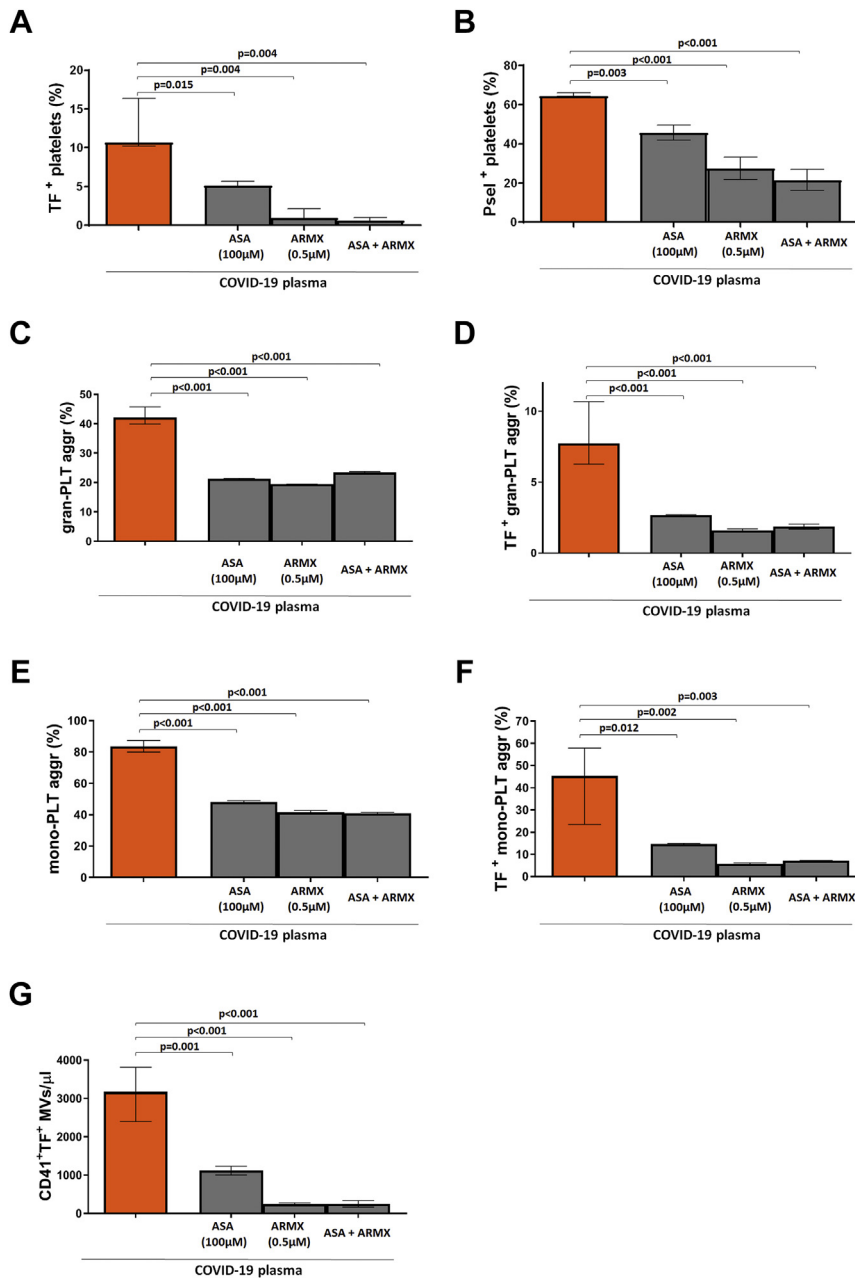 A
p=0.004
p=0.004
p=0.015
TF + platelets (%)
20
15
10
5
0
ASA
(100μM)
ARMX
(0.5μM)
ASA + ARMX
COVID-19 plasma
B
p<0.001
p<0.001
p=0.003
Psel + platelets (%)
80
60
40
20
0
ASA
(100μM)
ARMX
(0.5μM)
ASA + ARMX
COVID-19 plasma
C
p<0.001
p<0.001
p<0.001
gran-PLT aggr (%)
50
40
30
20
10
0
ASA
(100μM)
ARMX
(0.5μM)
ASA + ARMX
COVID-19 plasma
D
p<0.001
p<0.001
p<0.001
TF + gran-PLT aggr (%)
10
5
0
ASA
(100μM)
ARMX
(0.5μM)
ASA + ARMX
COVID-19 plasma
E
p<0.001
p<0.001
p<0.001
mono-PLT aggr (%)
100
80
60
40
20
0
ASA
(100μM)
ARMX
(0.5μM)
ASA + ARMX
COVID-19 plasma
F
p=0.003
p=0.002
p=0.012
TF + mono-PLT aggr (%)
70
60
50
40
30
20
10
0
ASA
(100μM)
ARMX
(0.5μM)
ASA + ARMX
COVID-19 plasma
G
p<0.001
p<0.001
p=0.001
CD41+TF+ MVs/μl
4000
3000
2000
1000
0
ASA
(100μM)
ARMX
(0.5μM)
ASA + ARMX
COVID-19 plasma